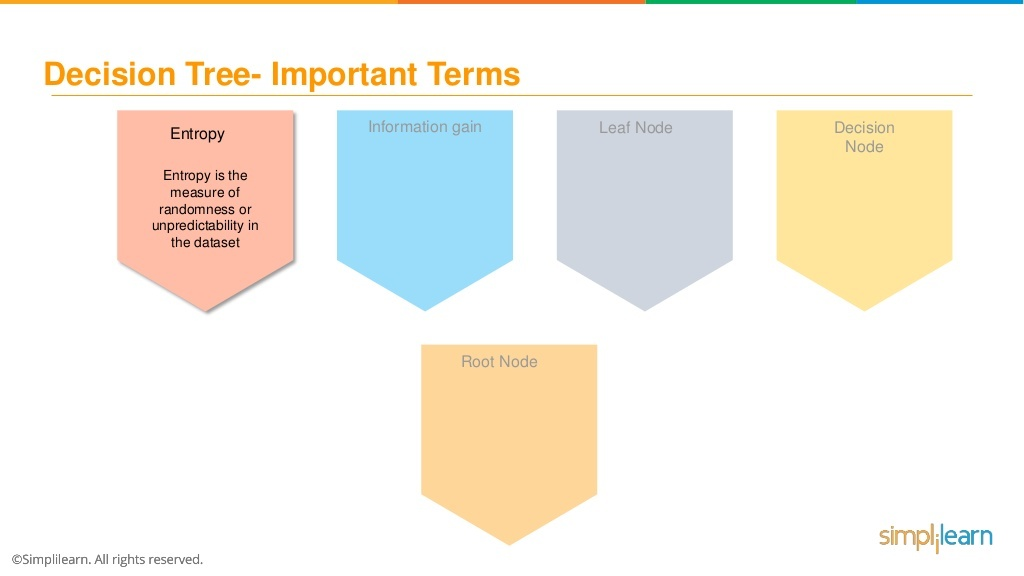 Decision Tree- Important Terms
Entropy
Entropy is the
measure of
randomness or
unpredictability in
the dataset
Information gain
Leaf Node
Decision
Node
Root Node
simplilearn
©Simplilearn. All rights reserved.